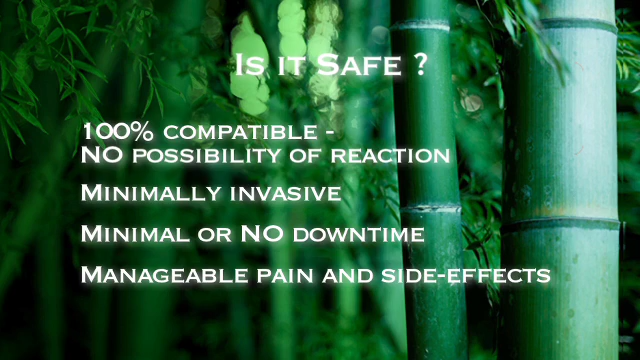 Is it Safe ?
100% compatible -
NO possibility of reaction
Minimally invasive
Minimal or NO downtime
Manageable pain and side-effects